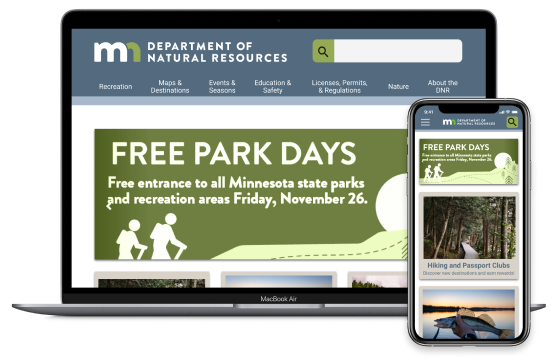 mn DEPARTMENT OF
NATURAL RESOURCES
Recreation
Maps &
Destinations
Events &
Seasons
Education &
Safety
Licenses, Permits,
& Regulations
Nature
About the
DNR
FREE PARK DAYS
Free entrance to all Minnesota state parks
and recreation areas Friday, November 26.
MacBook Air
9:41
mn DEPARTMENT OF
NATURAL RESOURCES
FREE PARK DAYS
Free entrance to all Minnesota state parks
and recreation areas Friday, November 26.
Hiking and Passport Clubs
Discover new destinations and earn rewards!